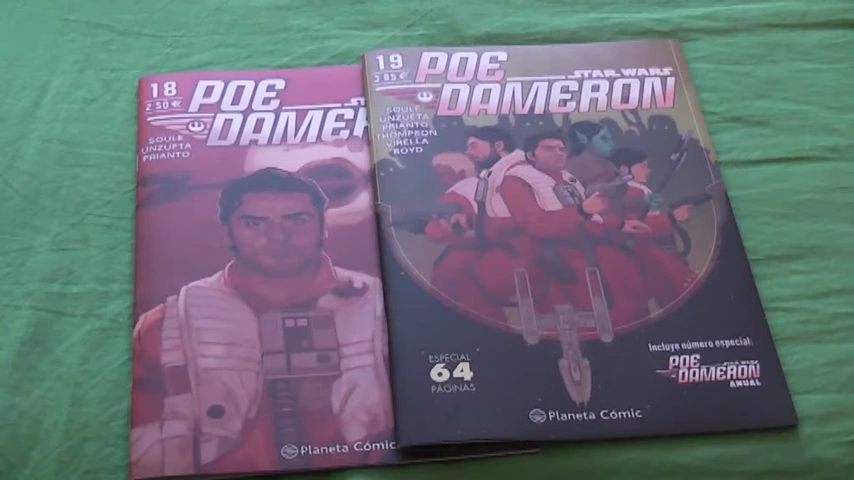 18
2'50 €
POE
DAMER
SOULE
UNZUETA
PRIANTO
Planeta Cómic
19
3'95 €
POE
STAR WARS
DAMERON
SOULE
UNZUETA
PRIANTO
THOMPSON
VIRELLA
BOYD
ESPECIAL
64
PÁGINAS
Incluye número especial:
POE
STAR WARS
DAMERON
ANUAL
Planeta Cómic